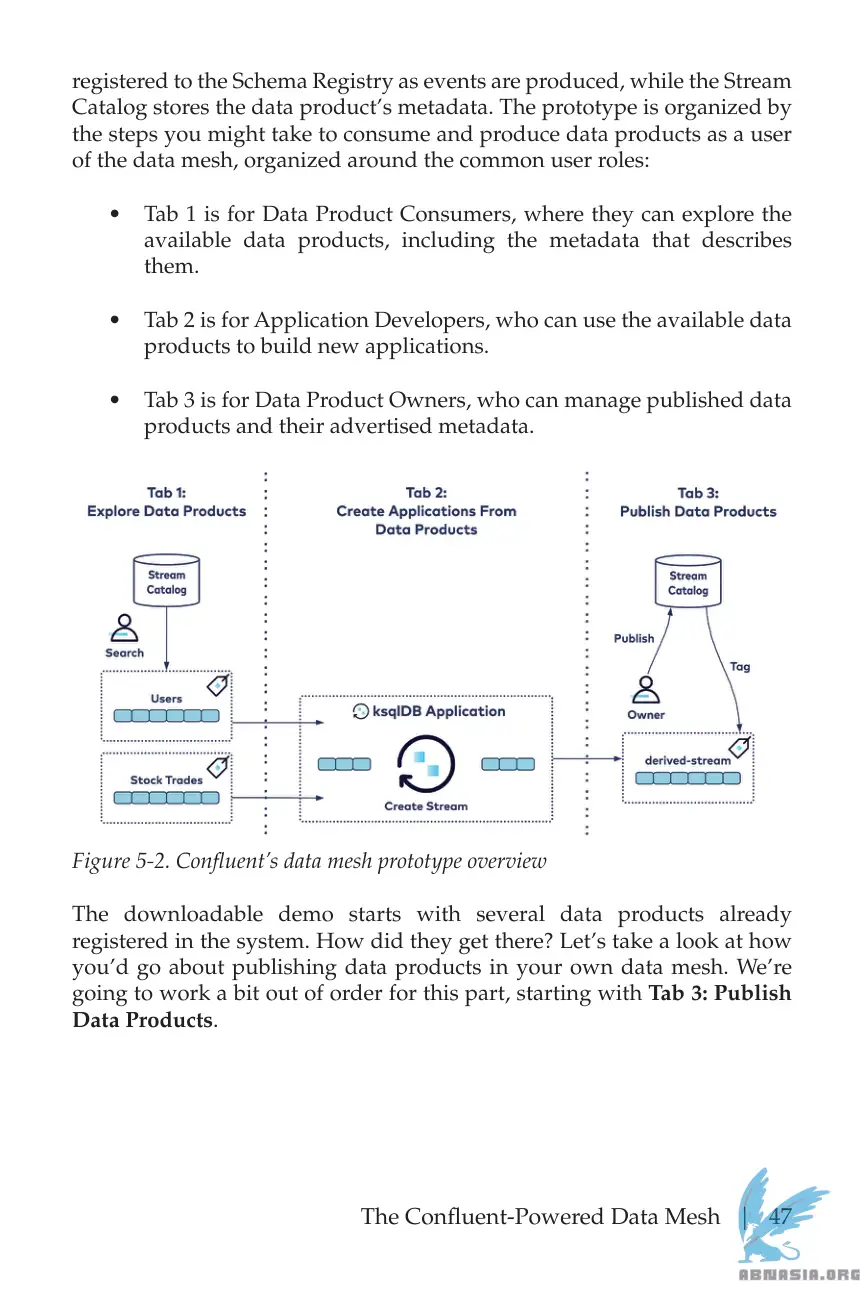 registered to the Schema Registry as events are produced, while the Stream
Catalog stores the data product's metadata. The prototype is organized by
the steps you might take to consume and produce data products as a user
of the data mesh, organized around the common user roles:
• Tab 1 is for Data Product Consumers, where they can explore the
available data products, including the metadata that describes
them.
• Tab 2 is for Application Developers, who can use the available data
products to build new applications.
• Tab 3 is for Data Product Owners, who can manage published data
products and their advertised metadata.
Tab 1:
Explore Data Products
Stream
Catalog
Search
Users
Stock Trades
Tab 2:
Create Applications From
Data Products
ksqlDB Application
Create Stream
Tab 3:
Publish Data Products
Stream
Catalog
Publish
Tag
Owner
derived-stream
Figure 5-2. Confluent's data mesh prototype overview
The downloadable demo starts with several data products already
registered in the system. How did they get there? Let's take a look at how
you'd go about publishing data products in your own data mesh. We're
going to work a bit out of order for this part, starting with Tab 3: Publish
Data Products.
The Confluent-Powered Data Mesh | 47
ABNASIA.ORG